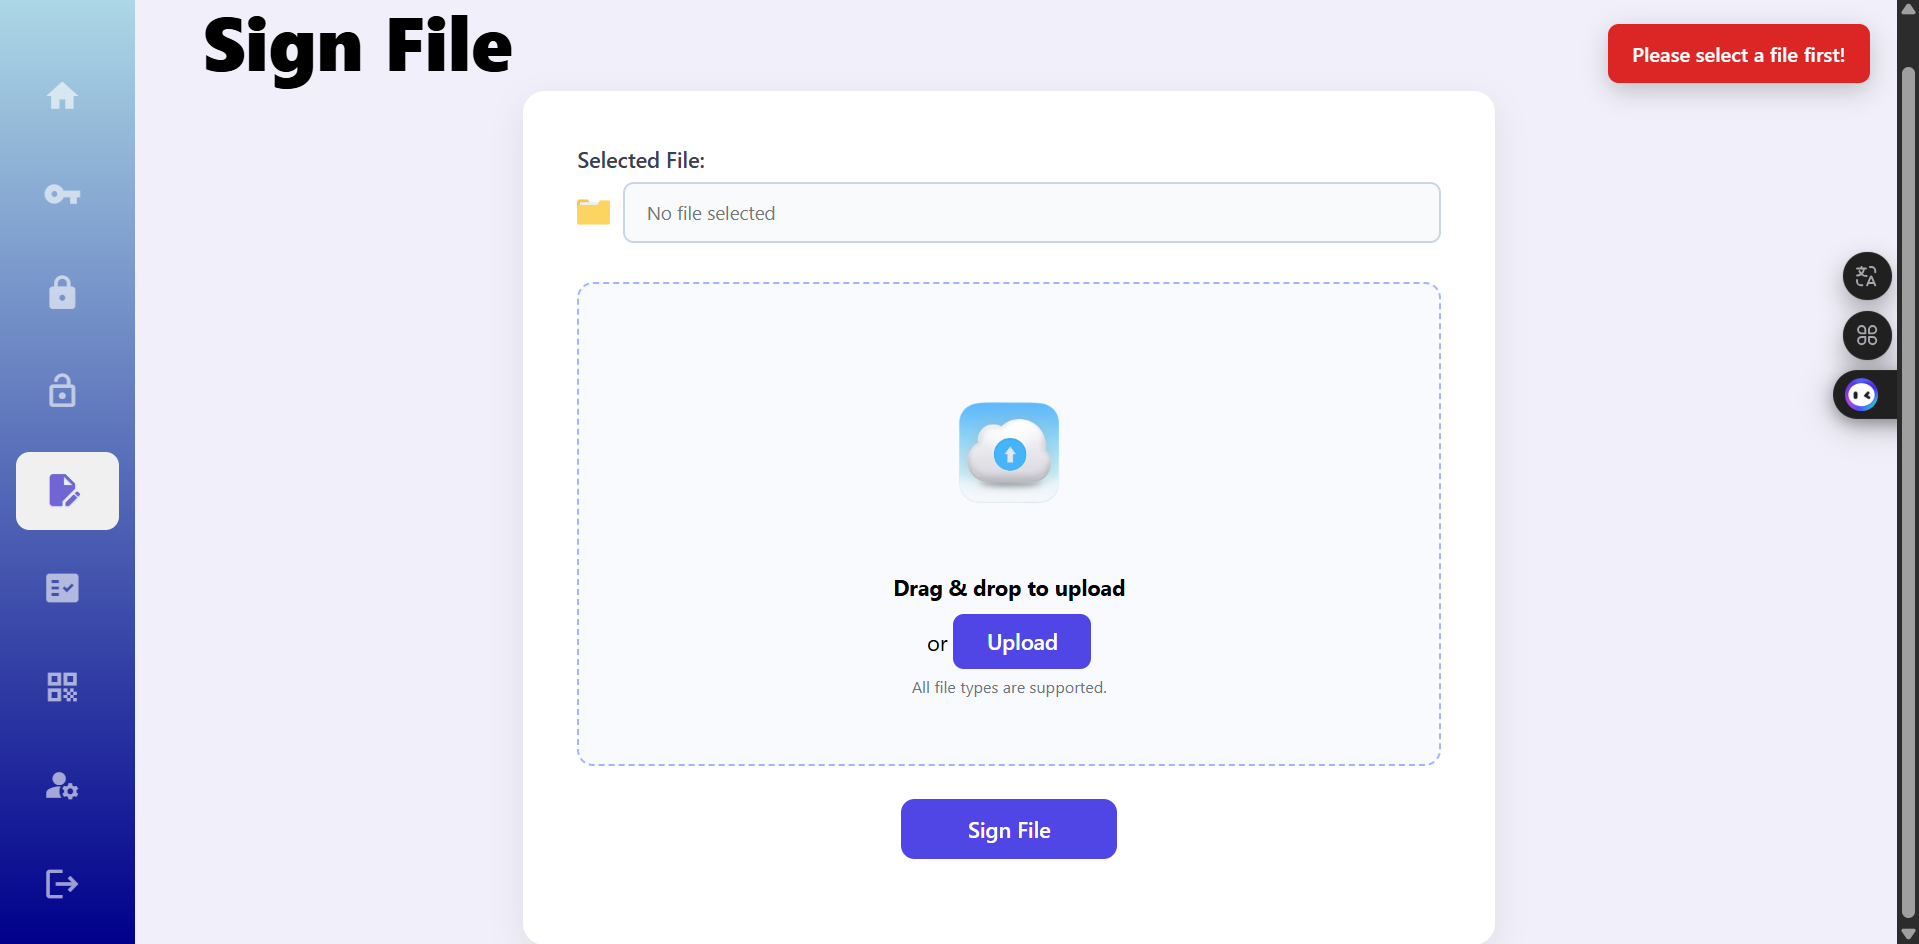 Sign File
Please select a file first!
Selected File:
No file selected
Drag & drop to upload
or Upload
All file types are supported.
Sign File